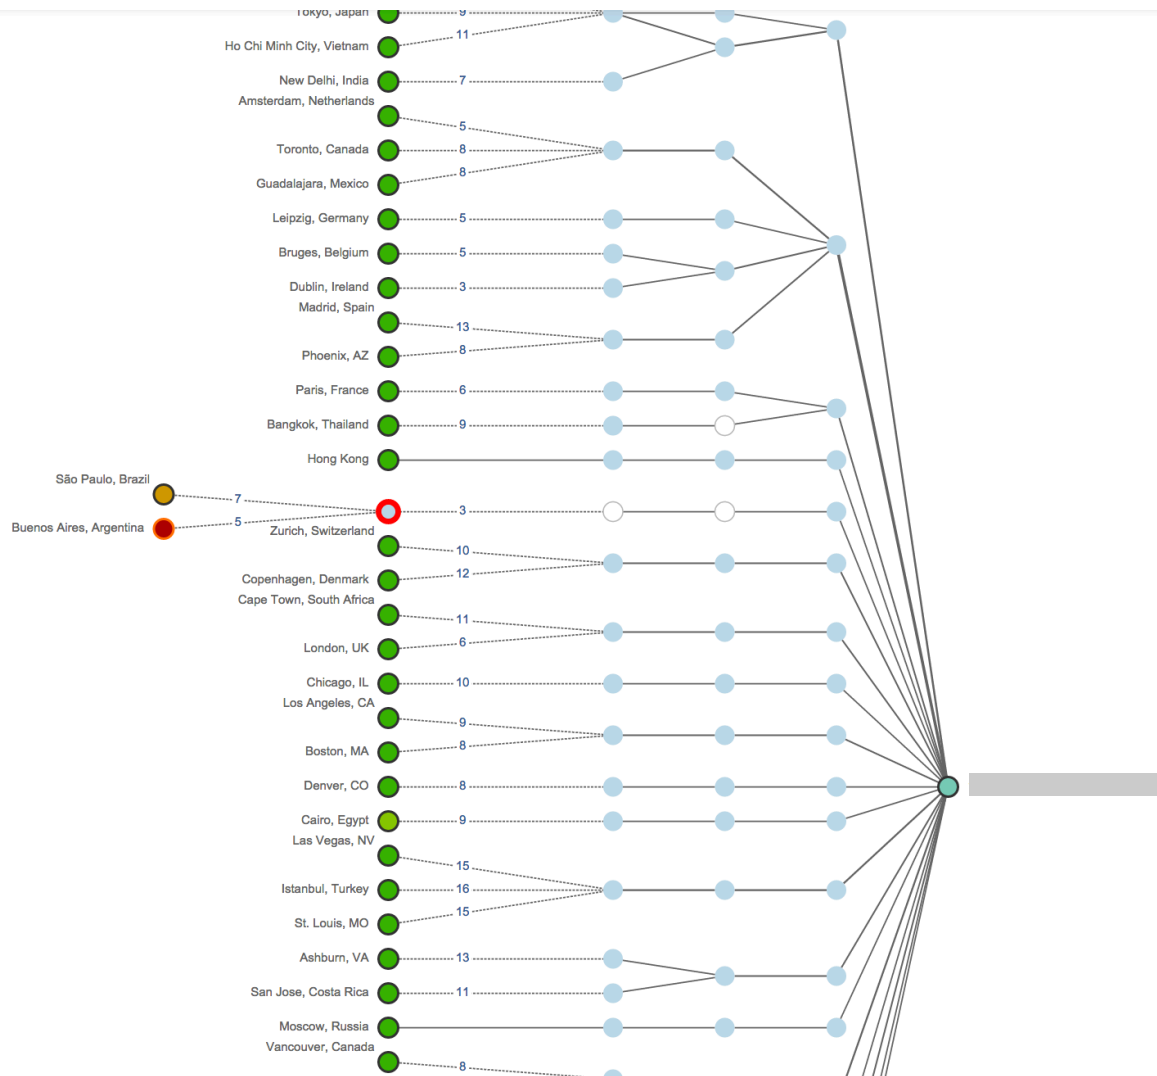 Tokyo, Japan
9
Ho Chi Minh City, Vietnam
11
New Delhi, India
7
Amsterdam, Netherlands
5
Toronto, Canada
8
Guadalajara, Mexico
8
Leipzig, Germany
5
Bruges, Belgium
5
Dublin, Ireland
3
Madrid, Spain
13
Phoenix, AZ
8
Paris, France
6
Bangkok, Thailand
9
Hong Kong
São Paulo, Brazil
7
Buenos Aires, Argentina
5
3
Zurich, Switzerland
10
Copenhagen, Denmark
12
Cape Town, South Africa
11
London, UK
6
Chicago, IL
10
Los Angeles, CA
9
Boston, MA
8
Denver, CO
8
Cairo, Egypt
9
Las Vegas, NV
15
Istanbul, Turkey
16
St. Louis, MO
15
Ashburn, VA
13
San Jose, Costa Rica
11
Moscow, Russia
Vancouver, Canada
8